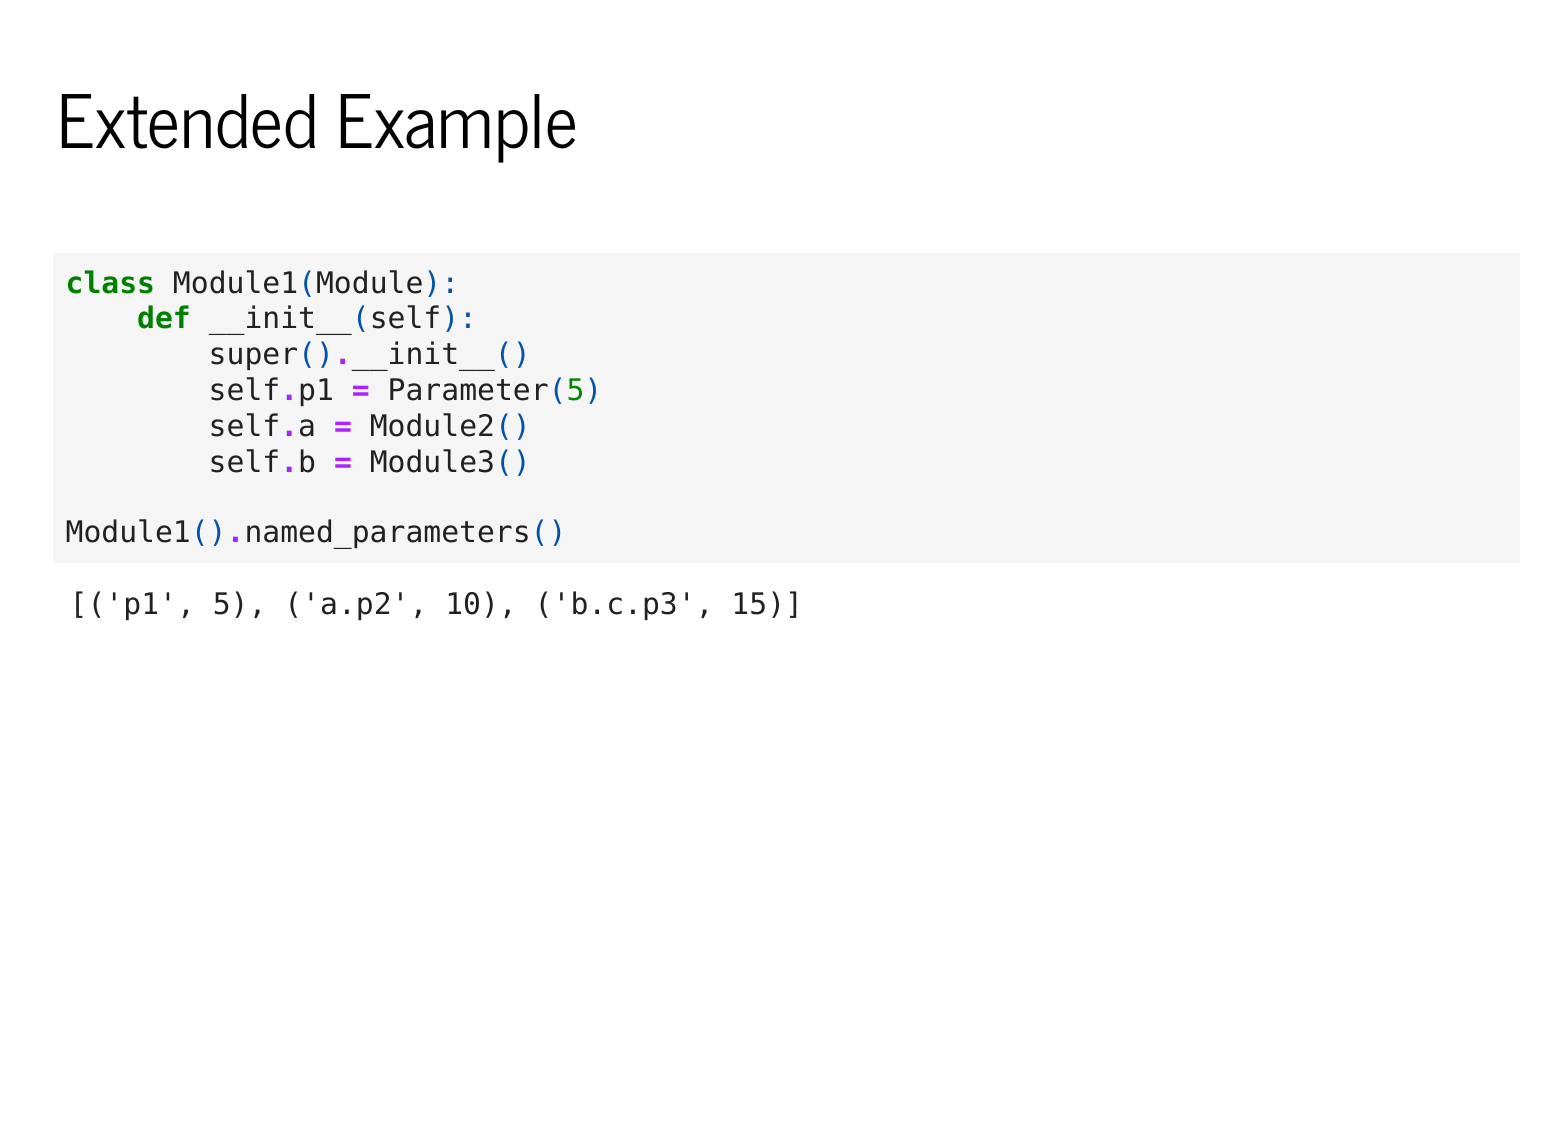 Extended Example
class Module1(Module):
    def __init__(self):
        super().__init__()
        self.p1 = Parameter(5)
        self.a = Module2()
        self.b = Module3()

Module1().named_parameters()
[('p1', 5), ('a.p2', 10), ('b.c.p3', 15)]